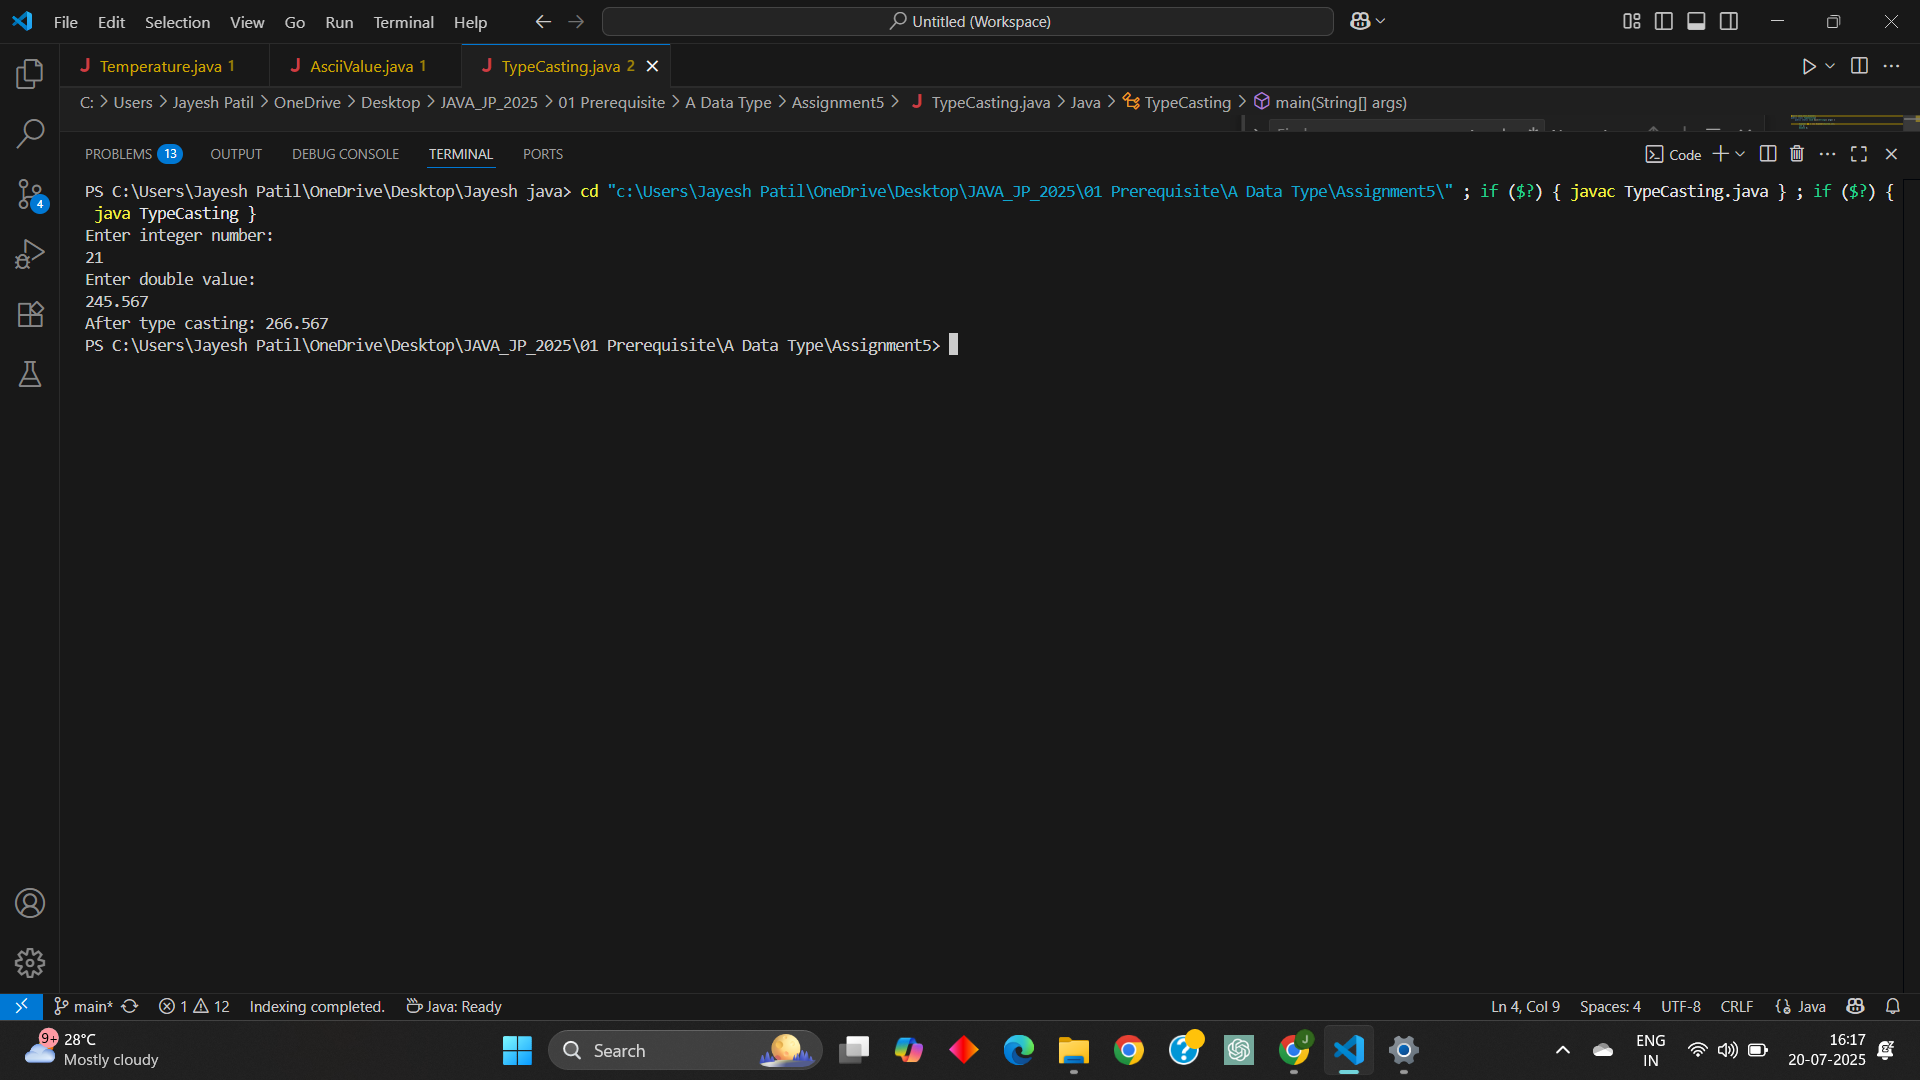 File Edit Selection View Go Run Terminal Help Untitled (Workspace)
J Temperature.java 1 J AsciiValue.java 1 J TypeCasting.java 2
C: > Users > Jayesh Patil > OneDrive > Desktop > JAVA_JP_2025 > 01 Prerequisite > A Data Type > Assignment5 > J TypeCasting.java > Java > TypeCasting > main(String[] args)
PROBLEMS 13 OUTPUT DEBUG CONSOLE TERMINAL PORTS Code
PS C:\Users\Jayesh Patil\OneDrive\Desktop\Jayesh java> cd "c:\Users\Jayesh Patil\OneDrive\Desktop\JAVA_JP_2025\01 Prerequisite\A Data Type\Assignment5\" ; if ($?) { javac TypeCasting.java } ; if ($?) {
java TypeCasting }
Enter integer number:
21
Enter double value:
245.567
After type casting: 266.567
PS C:\Users\Jayesh Patil\OneDrive\Desktop\JAVA_JP_2025\01 Prerequisite\A Data Type\Assignment5>
4
main* 1 12 Indexing completed. Java: Ready Ln 4, Col 9 Spaces: 4 UTF-8 CRLF Java
9+ 28°C
Mostly cloudy
Search
J
ENG
IN
16:17
20-07-2025